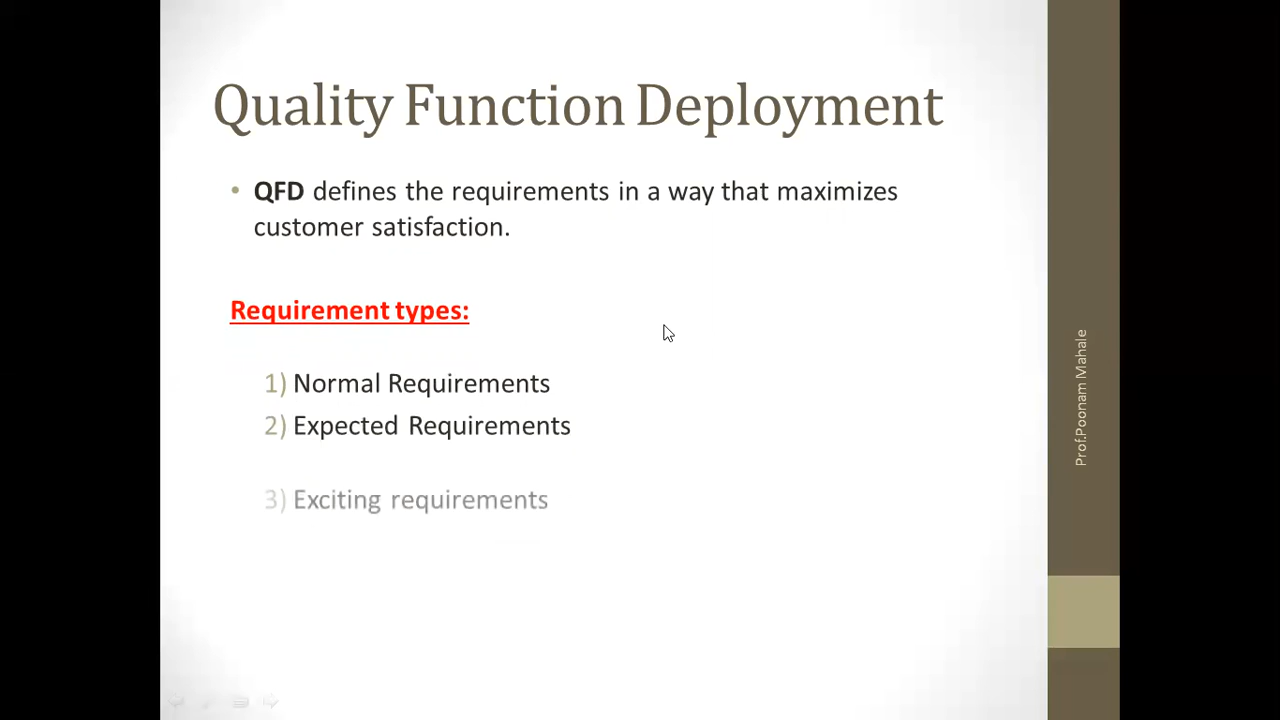 Quality Function Deployment
• QFD defines the requirements in a way that maximizes
customer satisfaction.
Requirement types:
1) Normal Requirements
2) Expected Requirements
3) Exciting requirements
Prof.Poonam Mahale